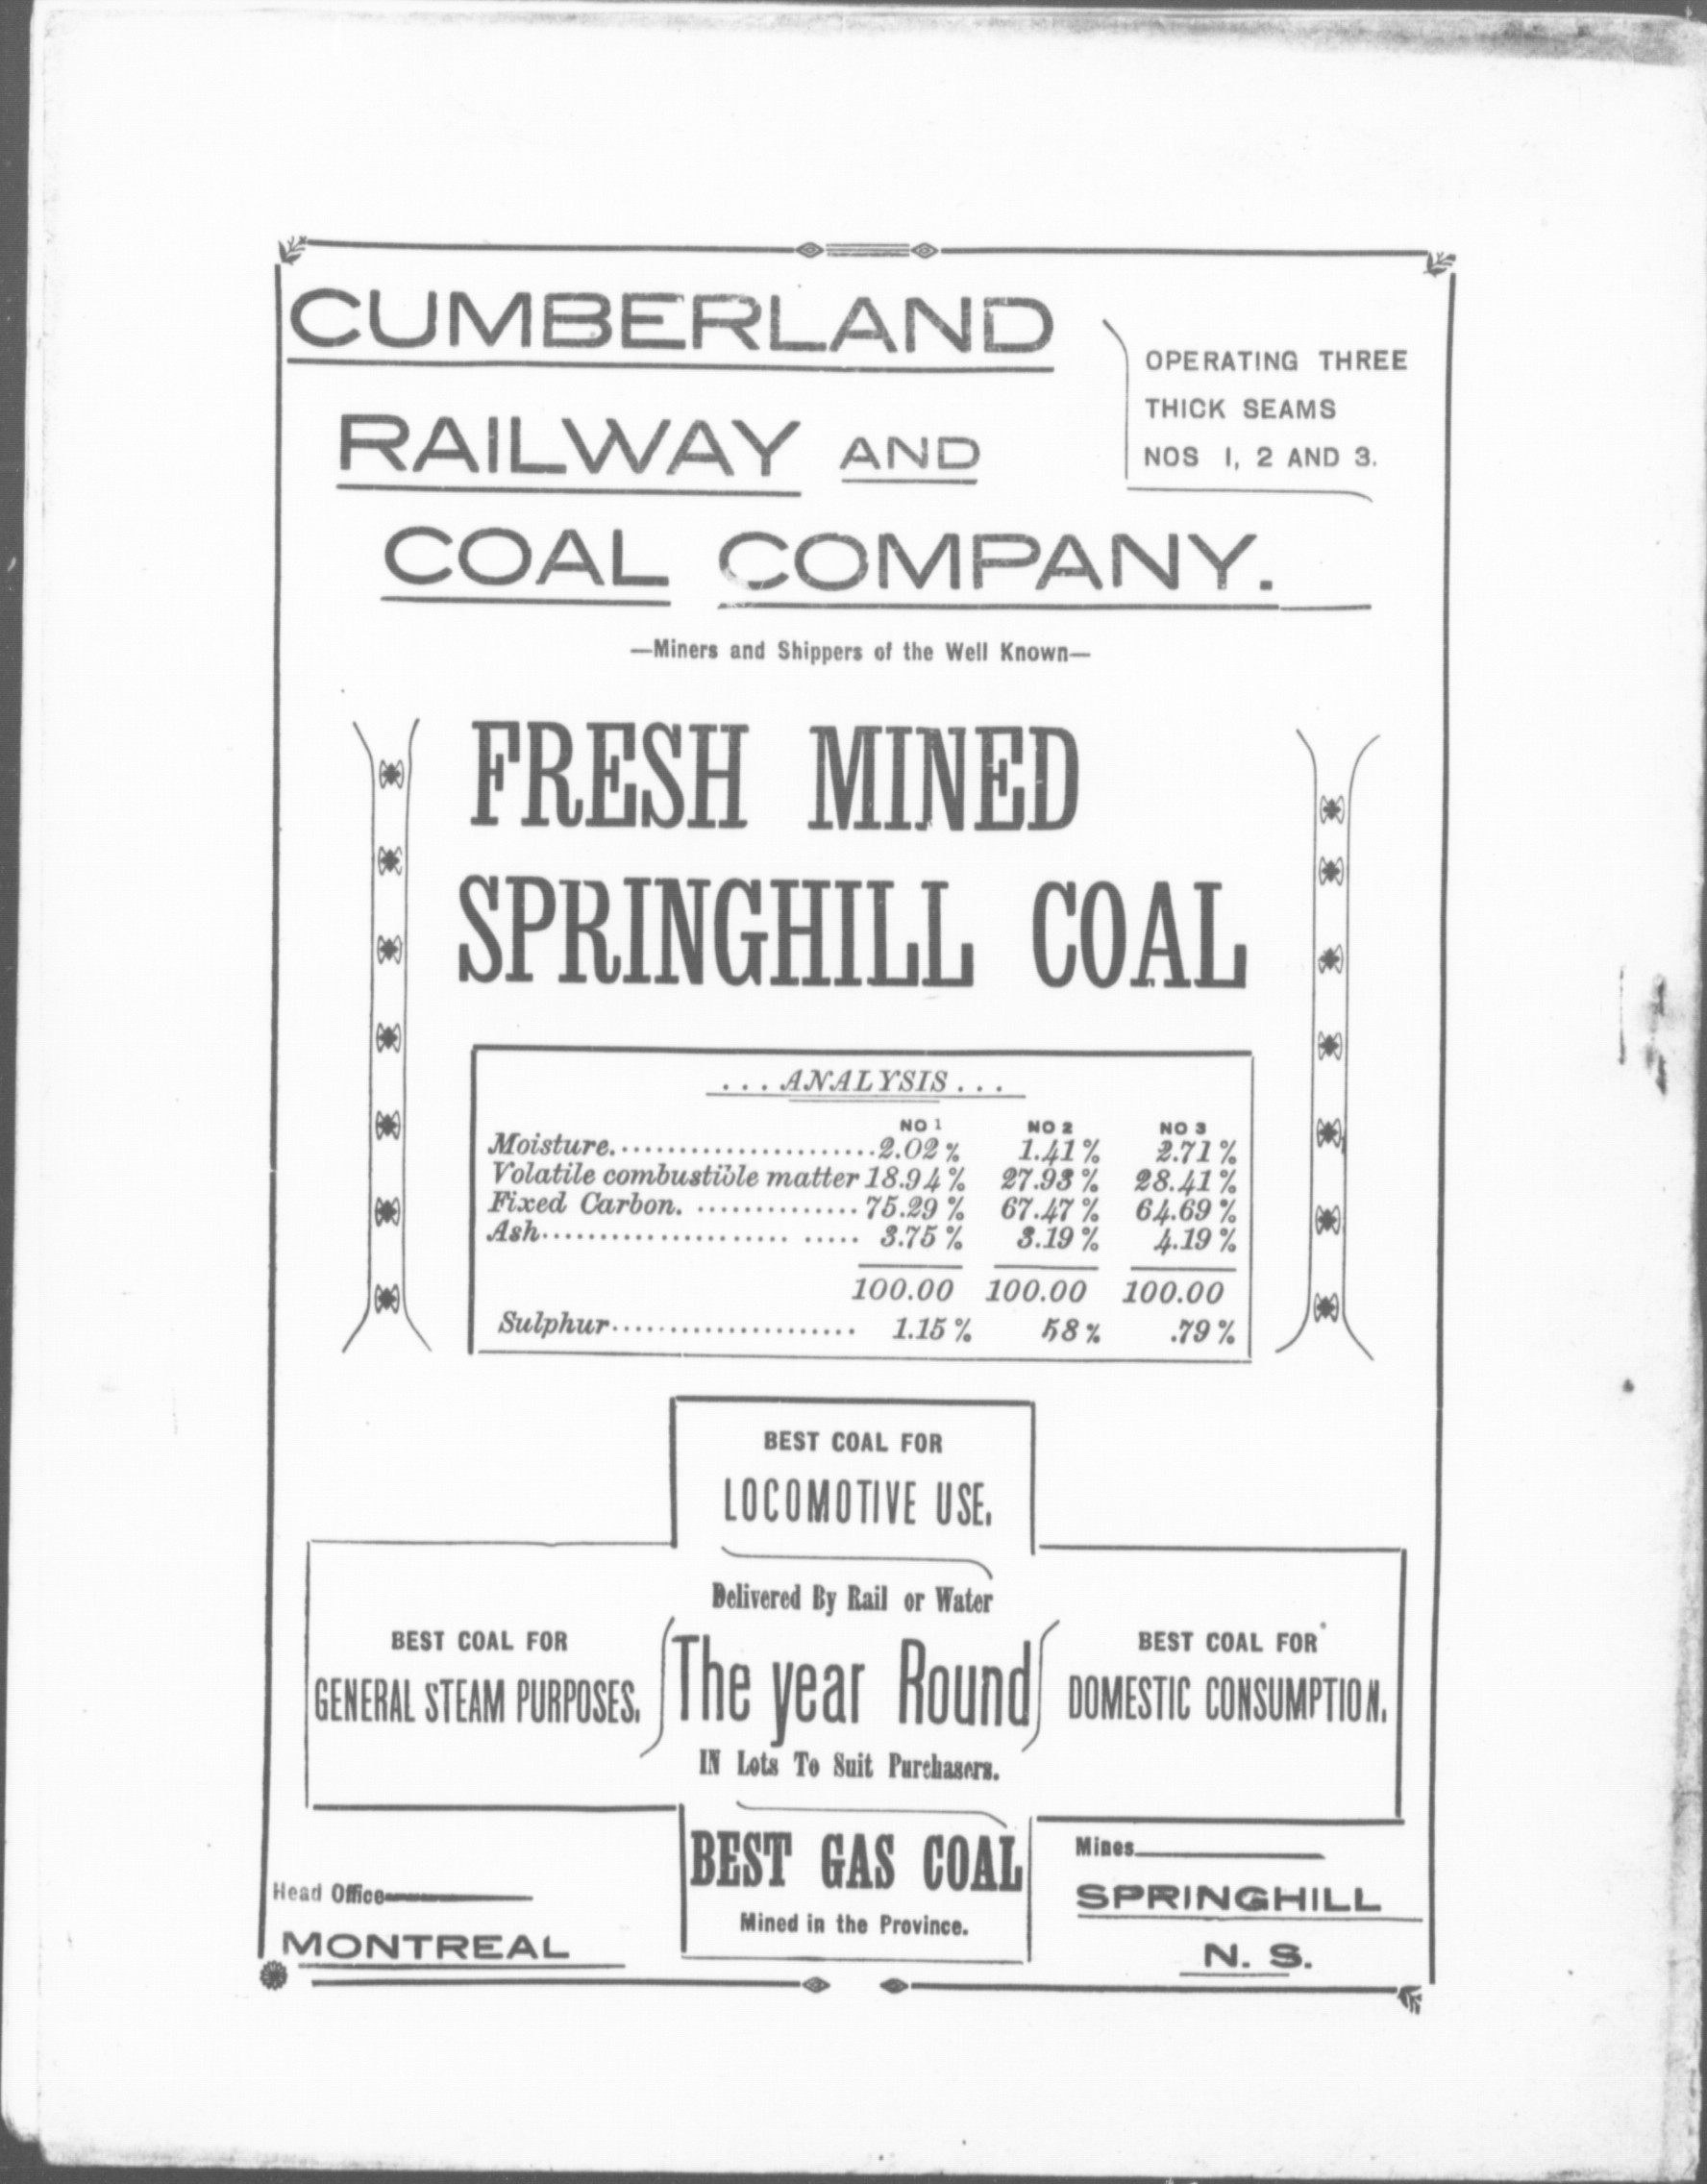 CUMBERLAND
RAILWAY AND
COAL COMPANY.
OPERATING THREE
THICK SEAMS
NOS 1, 2 AND 3.
—Miners and Shippers of the Well Known—
FRESH MINED
SPRINGHILL COAL
...ANALYSIS...
NO 1 NO 2 NO 3
Moisture.......................2.02% 1.41% 2.71%
Volatile combustible matter 18.94% 27.93% 28.41%
Fixed Carbon. .............. 75.29% 67.47% 64.69%
Ash..................... ..... 3.75% 3.19% 4.19%
100.00 100.00 100.00
Sulphur..................... 1.15% 58% .79%
BEST COAL FOR
LOCOMOTIVE USE,
BEST COAL FOR
GENERAL STEAM PURPOSES,
Delivered By Rail or Water
The year Round
IN Lots To Suit Purchasers.
BEST COAL FOR
DOMESTIC CONSUMPTION,
BEST GAS COAL
Mined in the Province.
Head Office
MONTREAL
Mines
SPRINGHILL
N. S.